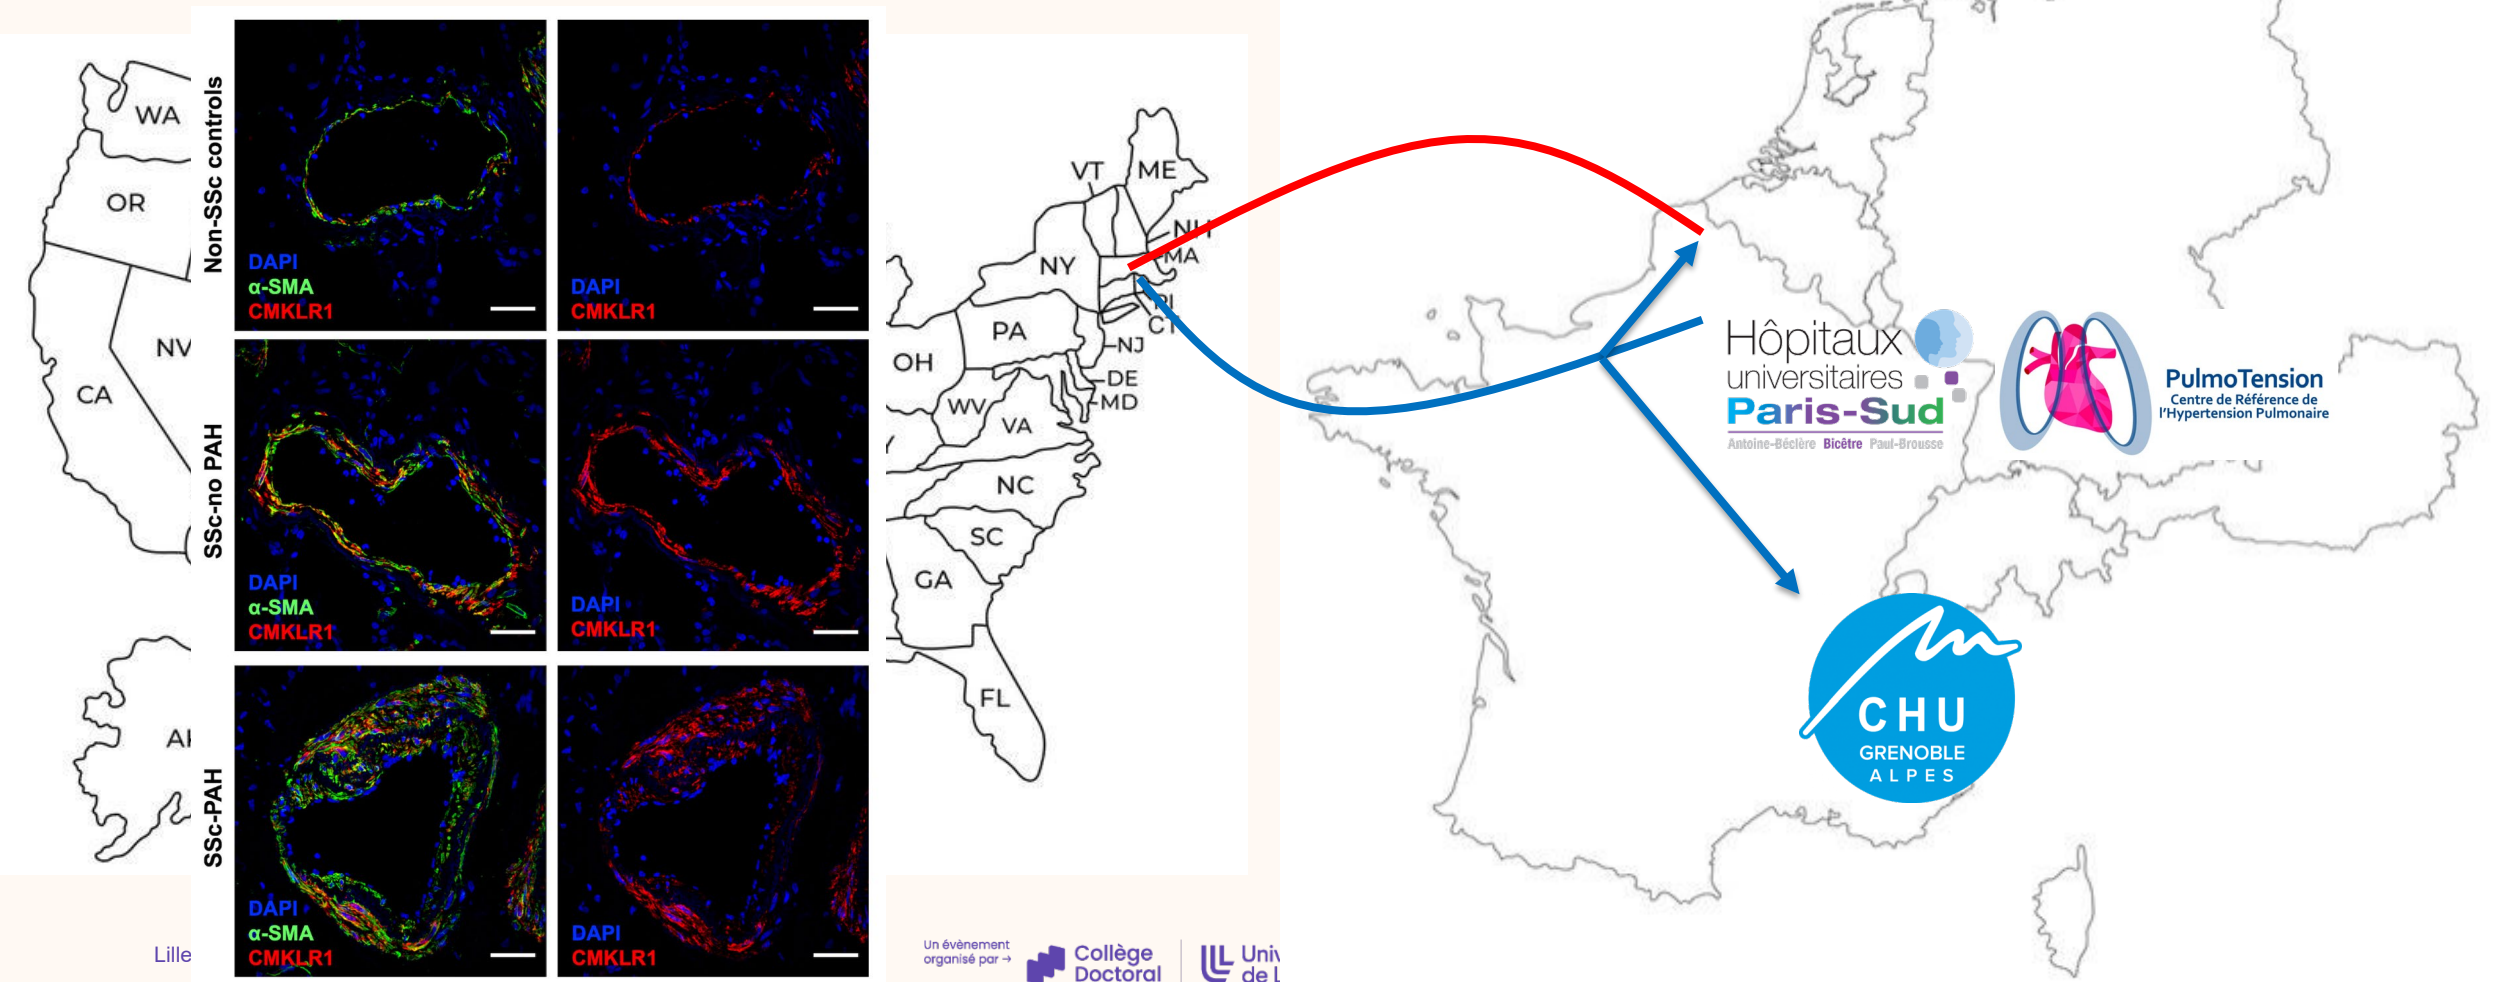 WA
OR
CA
NV
Non-SSc controls
DAPI
α-SMA
CMKLR1
DAPI
CMKLR1
SSc-no PAH
DAPI
α-SMA
CMKLR1
DAPI
CMKLR1
SSc-PAH
DAPI
α-SMA
CMKLR1
DAPI
CMKLR1
VT
ME
NH
MA
NY
RI
CT
PA
NJ
OH
DE
MD
WV
VA
NC
SC
GA
FL
Hôpitaux
universitaires
Paris-Sud
Antoine-Béclère Bicêtre Paul-Brousse
PulmoTension
Centre de Référence de
l'Hypertension Pulmonaire
CHU
GRENOBLE
ALPES
Lille
Un évènement
organisé par →
Collège
Doctoral
Univ
de L